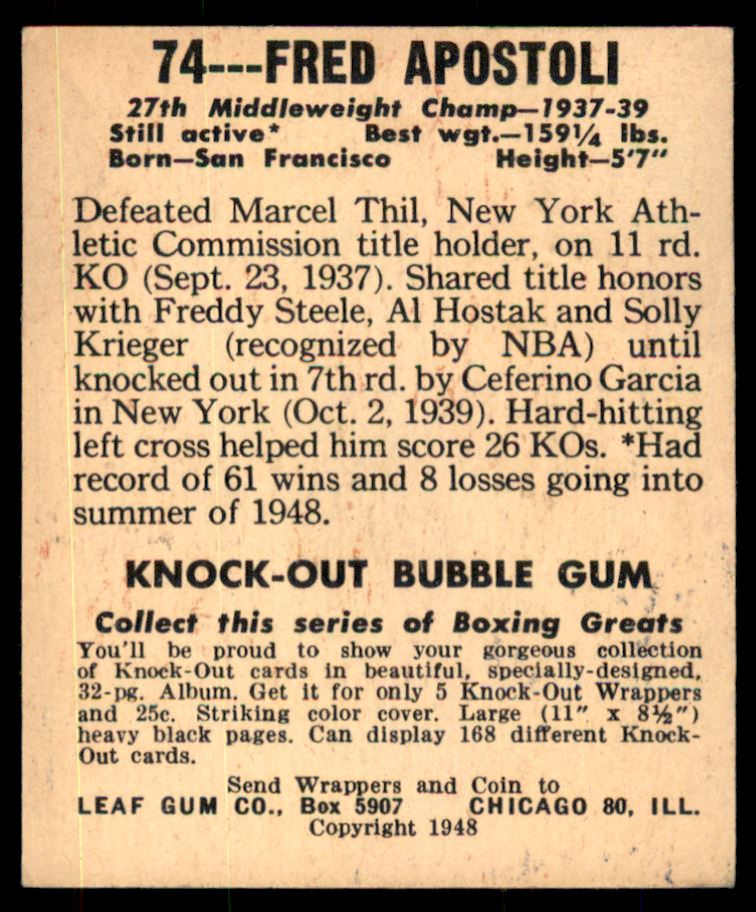 74---FRED APOSTOLI
27th Middleweight Champ—1937-39
Still active* Best wgt.—159¼ lbs.
Born—San Francisco Height—5'7"
Defeated Marcel Thil, New York Ath-
letic Commission title holder, on 11 rd.
KO (Sept. 23, 1937). Shared title honors
with Freddy Steele, Al Hostak and Solly
Krieger (recognized by NBA) until
knocked out in 7th rd. by Ceferino Garcia
in New York (Oct. 2, 1939). Hard-hitting
left cross helped him score 26 KOs. *Had
record of 61 wins and 8 losses going into
summer of 1948.
KNOCK-OUT BUBBLE GUM
Collect this series of Boxing Greats
You'll be proud to show your gorgeous collection
of Knock-Out cards in beautiful, specially-designed,
32-pg. Album. Get it for only 5 Knock-Out Wrappers
and 25c. Striking color cover. Large (11" x 8½")
heavy black pages. Can display 168 different Knock-
Out cards.
Send Wrappers and Coin to
LEAF GUM CO., Box 5907 CHICAGO 80, ILL.
Copyright 1948